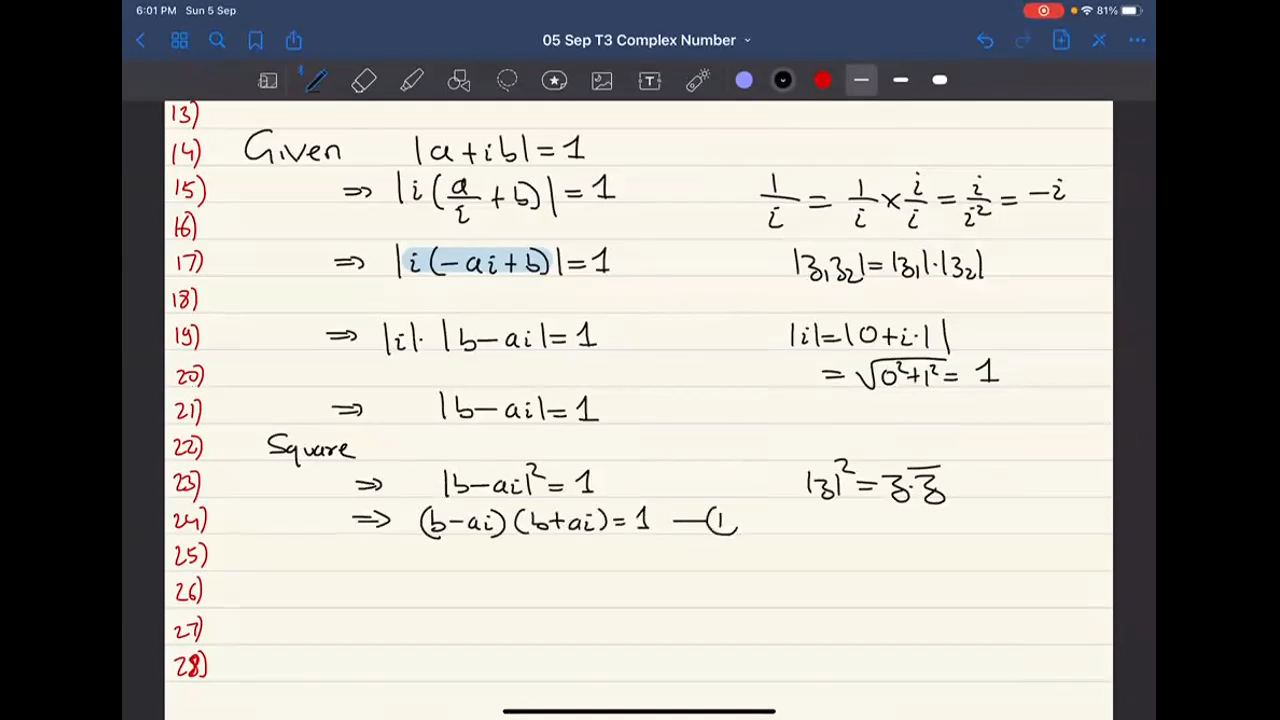 6:01 PM Sun 5 Sep 81%
05 Sep T3 Complex Number
13)
14) Given |a+ib|=1
15) ⇒ |i(a/i+b)|=1 1/i = 1/i × i/i = i/i² = -i
16)
17) ⇒ |i(-ai+b)|=1 |z₁z₂|=|z₁|·|z₂|
18)
19) ⇒ |i|·|b-ai|=1 |i|=|0+i·1|
20) = √0²+1² = 1
21) ⇒ |b-ai|=1
22) Square
23) ⇒ |b-ai|²=1 |z|²=z·z̅
24) ⇒ (b-ai)(b+ai)=1 —(1
25)
26)
27)
28)